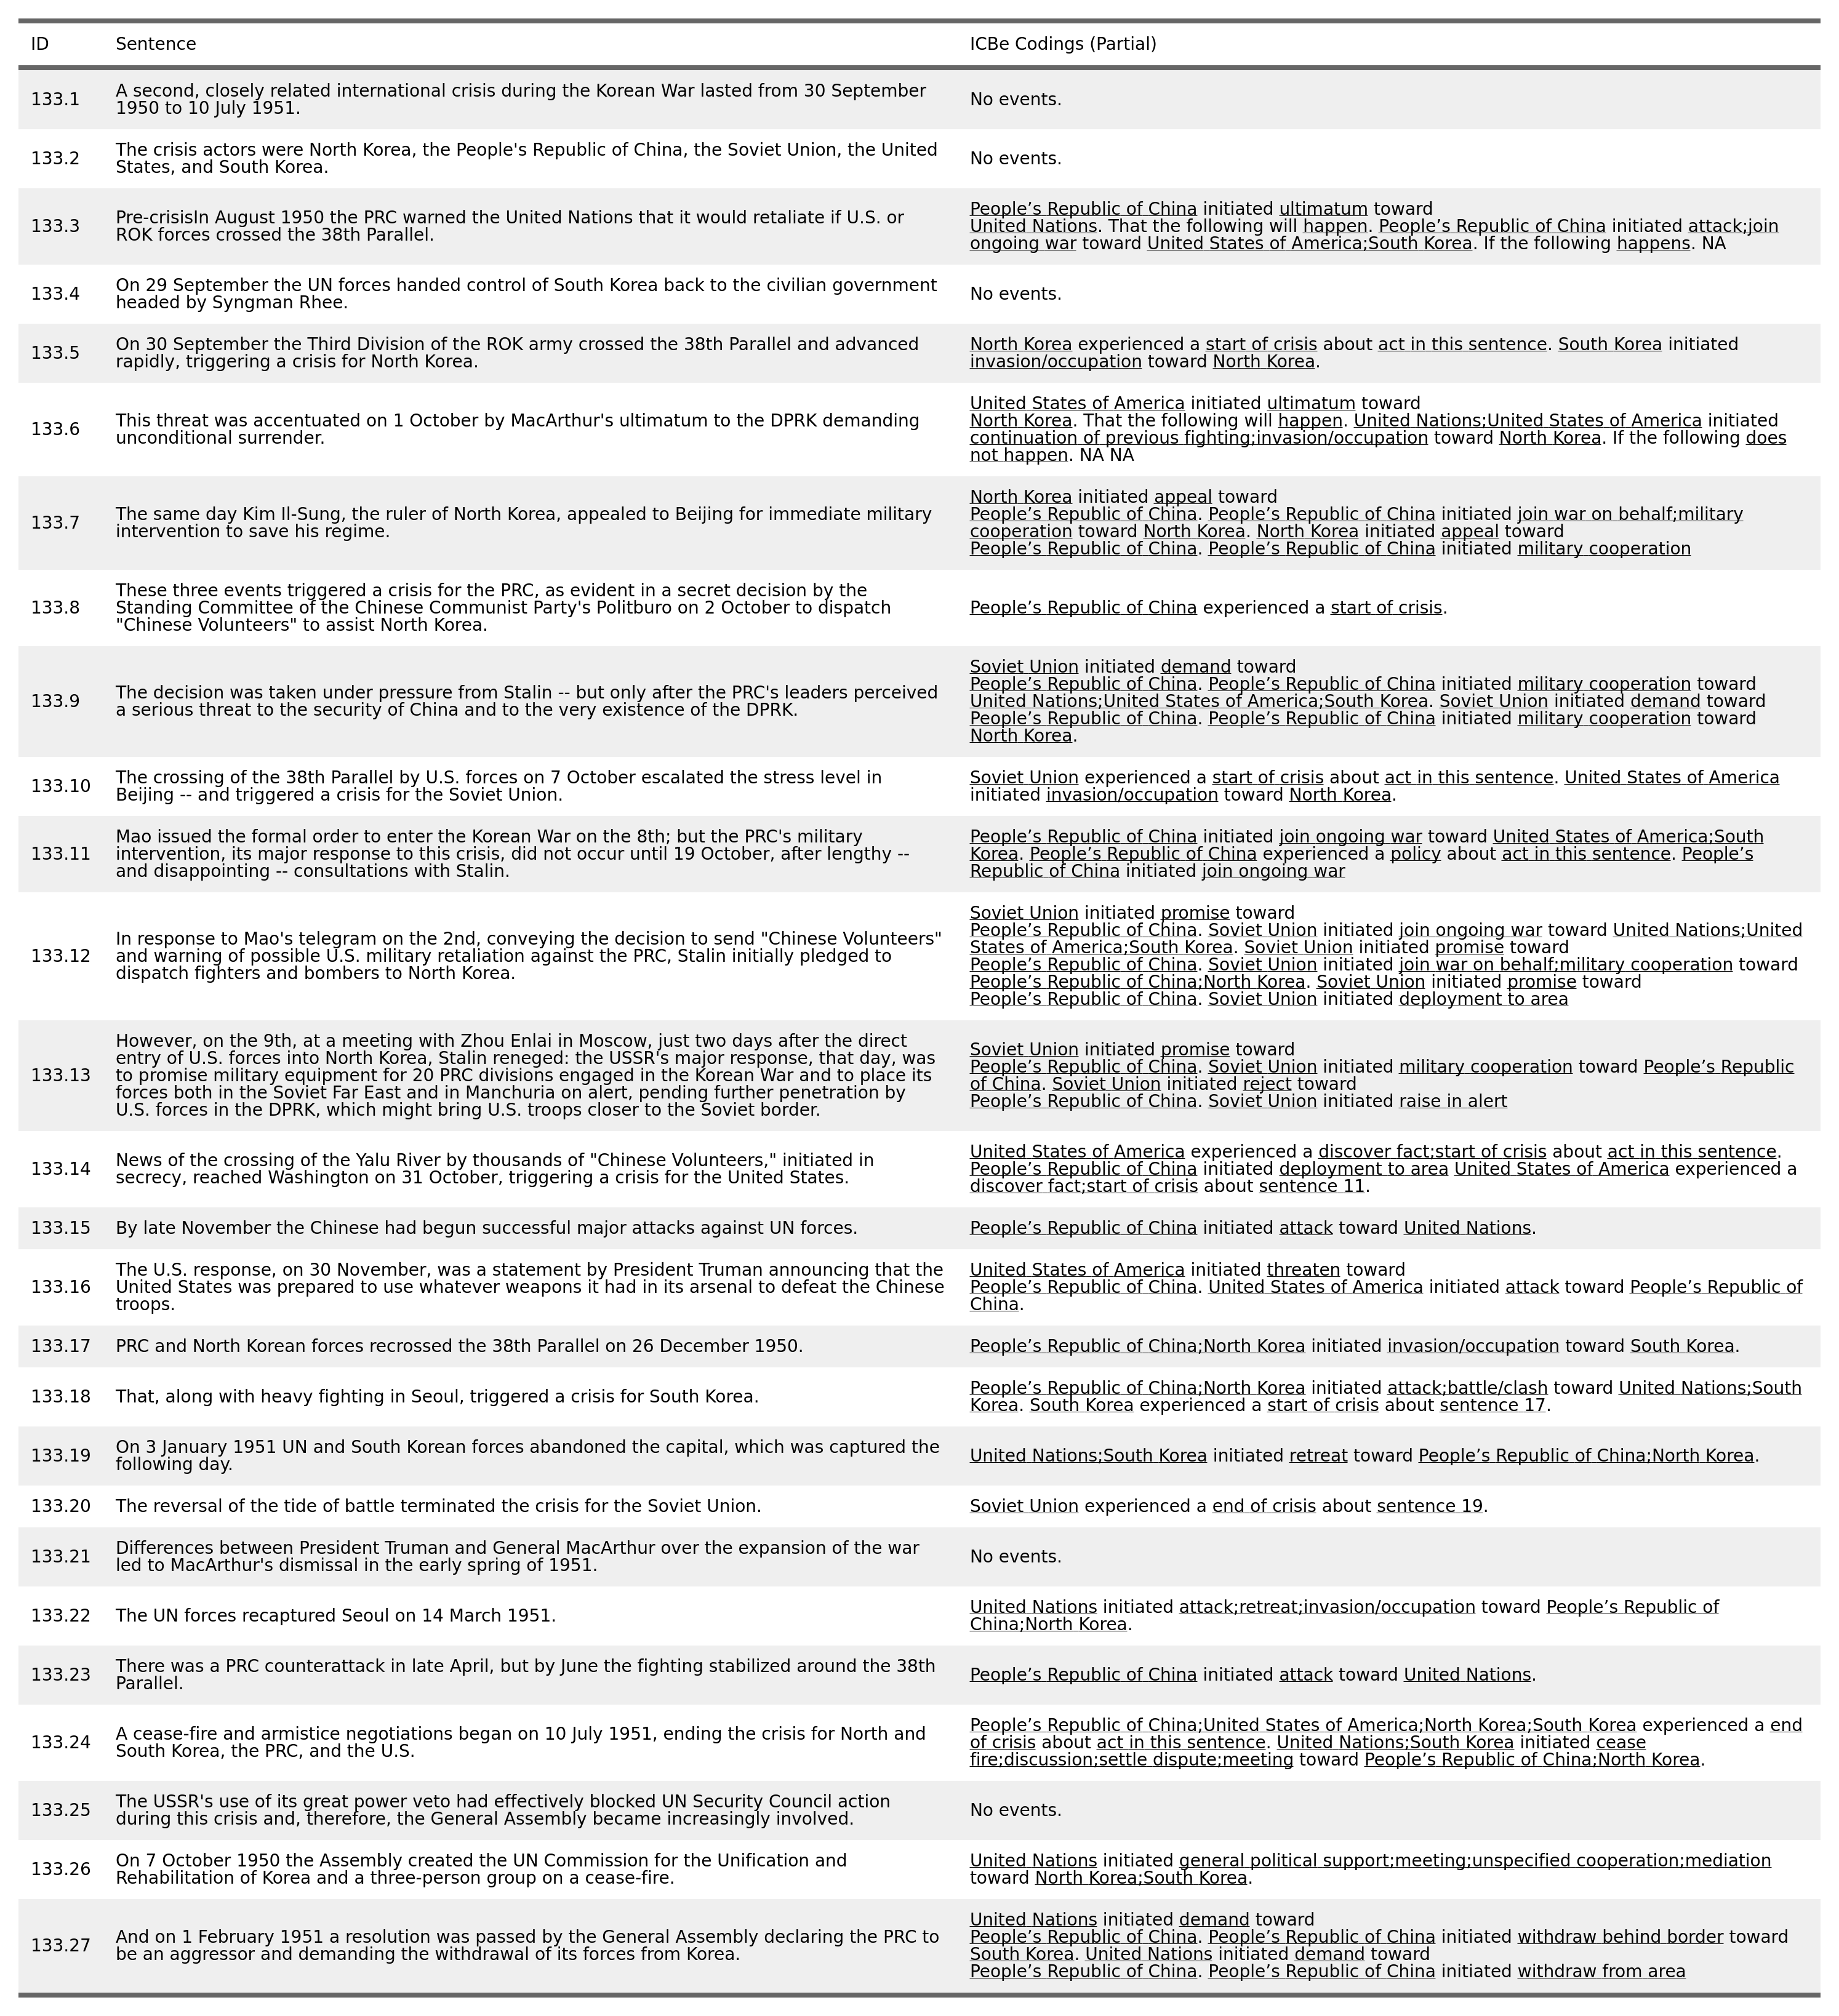 ID Sentence ICBe Codings (Partial)
133.1 A second, closely related international crisis during the Korean War lasted from 30 September
1950 to 10 July 1951.
No events.
133.2 The crisis actors were North Korea, the People's Republic of China, the Soviet Union, the United
States, and South Korea.
No events.
133.3 Pre-crisisIn August 1950 the PRC warned the United Nations that it would retaliate if U.S. or
ROK forces crossed the 38th Parallel.
People’s Republic of China initiated ultimatum toward
United Nations. That the following will happen. People’s Republic of China initiated attack;join
ongoing war toward United States of America;South Korea. If the following happens. NA
133.4 On 29 September the UN forces handed control of South Korea back to the civilian government
headed by Syngman Rhee.
No events.
133.5 On 30 September the Third Division of the ROK army crossed the 38th Parallel and advanced
rapidly, triggering a crisis for North Korea.
North Korea experienced a start of crisis about act in this sentence. South Korea initiated
invasion/occupation toward North Korea.
133.6 This threat was accentuated on 1 October by MacArthur's ultimatum to the DPRK demanding
unconditional surrender.
United States of America initiated ultimatum toward
North Korea. That the following will happen. United Nations;United States of America initiated
continuation of previous fighting;invasion/occupation toward North Korea. If the following does
not happen. NA NA
133.7 The same day Kim Il-Sung, the ruler of North Korea, appealed to Beijing for immediate military
intervention to save his regime.
North Korea initiated appeal toward
People’s Republic of China. People’s Republic of China initiated join war on behalf;military
cooperation toward North Korea. North Korea initiated appeal toward
People’s Republic of China. People’s Republic of China initiated military cooperation
133.8 These three events triggered a crisis for the PRC, as evident in a secret decision by the
Standing Committee of the Chinese Communist Party's Politburo on 2 October to dispatch
"Chinese Volunteers" to assist North Korea.
People’s Republic of China experienced a start of crisis.
133.9 The decision was taken under pressure from Stalin -- but only after the PRC's leaders perceived
a serious threat to the security of China and to the very existence of the DPRK.
Soviet Union initiated demand toward
People’s Republic of China. People’s Republic of China initiated military cooperation toward
United Nations;United States of America;South Korea. Soviet Union initiated demand toward
People’s Republic of China. People’s Republic of China initiated military cooperation toward
North Korea.
133.10 The crossing of the 38th Parallel by U.S. forces on 7 October escalated the stress level in
Beijing -- and triggered a crisis for the Soviet Union.
Soviet Union experienced a start of crisis about act in this sentence. United States of America
initiated invasion/occupation toward North Korea.
133.11 Mao issued the formal order to enter the Korean War on the 8th; but the PRC's military
intervention, its major response to this crisis, did not occur until 19 October, after lengthy --
and disappointing -- consultations with Stalin.
People’s Republic of China initiated join ongoing war toward United States of America;South
Korea. People’s Republic of China experienced a policy about act in this sentence. People’s
Republic of China initiated join ongoing war
133.12 In response to Mao's telegram on the 2nd, conveying the decision to send "Chinese Volunteers"
and warning of possible U.S. military retaliation against the PRC, Stalin initially pledged to
dispatch fighters and bombers to North Korea.
Soviet Union initiated promise toward
People’s Republic of China. Soviet Union initiated join ongoing war toward United Nations;United
States of America;South Korea. Soviet Union initiated promise toward
People’s Republic of China. Soviet Union initiated join war on behalf;military cooperation toward
People’s Republic of China;North Korea. Soviet Union initiated promise toward
People’s Republic of China. Soviet Union initiated deployment to area
133.13 However, on the 9th, at a meeting with Zhou Enlai in Moscow, just two days after the direct
entry of U.S. forces into North Korea, Stalin reneged: the USSR's major response, that day, was
to promise military equipment for 20 PRC divisions engaged in the Korean War and to place its
forces both in the Soviet Far East and in Manchuria on alert, pending further penetration by
U.S. forces in the DPRK, which might bring U.S. troops closer to the Soviet border.
Soviet Union initiated promise toward
People’s Republic of China. Soviet Union initiated military cooperation toward People’s Republic
of China. Soviet Union initiated reject toward
People’s Republic of China. Soviet Union initiated raise in alert
133.14 News of the crossing of the Yalu River by thousands of "Chinese Volunteers," initiated in
secrecy, reached Washington on 31 October, triggering a crisis for the United States.
United States of America experienced a discover fact;start of crisis about act in this sentence.
People’s Republic of China initiated deployment to area United States of America experienced a
discover fact;start of crisis about sentence 11.
133.15 By late November the Chinese had begun successful major attacks against UN forces.
People’s Republic of China initiated attack toward United Nations.
133.16 The U.S. response, on 30 November, was a statement by President Truman announcing that the
United States was prepared to use whatever weapons it had in its arsenal to defeat the Chinese
troops.
United States of America initiated threaten toward
People’s Republic of China. United States of America initiated attack toward People’s Republic of
China.
133.17 PRC and North Korean forces recrossed the 38th Parallel on 26 December 1950.
People’s Republic of China;North Korea initiated invasion/occupation toward South Korea.
133.18 That, along with heavy fighting in Seoul, triggered a crisis for South Korea.
People’s Republic of China;North Korea initiated attack;battle/clash toward United Nations;South
Korea. South Korea experienced a start of crisis about sentence 17.
133.19 On 3 January 1951 UN and South Korean forces abandoned the capital, which was captured the
following day.
United Nations;South Korea initiated retreat toward People’s Republic of China;North Korea.
133.20 The reversal of the tide of battle terminated the crisis for the Soviet Union.
Soviet Union experienced a end of crisis about sentence 19.
133.21 Differences between President Truman and General MacArthur over the expansion of the war
led to MacArthur's dismissal in the early spring of 1951.
No events.
133.22 The UN forces recaptured Seoul on 14 March 1951.
United Nations initiated attack;retreat;invasion/occupation toward People’s Republic of
China;North Korea.
133.23 There was a PRC counterattack in late April, but by June the fighting stabilized around the 38th
Parallel.
People’s Republic of China initiated attack toward United Nations.
133.24 A cease-fire and armistice negotiations began on 10 July 1951, ending the crisis for North and
South Korea, the PRC, and the U.S.
People’s Republic of China;United States of America;North Korea;South Korea experienced a end
of crisis about act in this sentence. United Nations;South Korea initiated cease
fire;discussion;settle dispute;meeting toward People’s Republic of China;North Korea.
133.25 The USSR's use of its great power veto had effectively blocked UN Security Council action
during this crisis and, therefore, the General Assembly became increasingly involved.
No events.
133.26 On 7 October 1950 the Assembly created the UN Commission for the Unification and
Rehabilitation of Korea and a three-person group on a cease-fire.
United Nations initiated general political support;meeting;unspecified cooperation;mediation
toward North Korea;South Korea.
133.27 And on 1 February 1951 a resolution was passed by the General Assembly declaring the PRC to
be an aggressor and demanding the withdrawal of its forces from Korea.
United Nations initiated demand toward
People’s Republic of China. People’s Republic of China initiated withdraw behind border toward
South Korea. United Nations initiated demand toward
People’s Republic of China. People’s Republic of China initiated withdraw from area